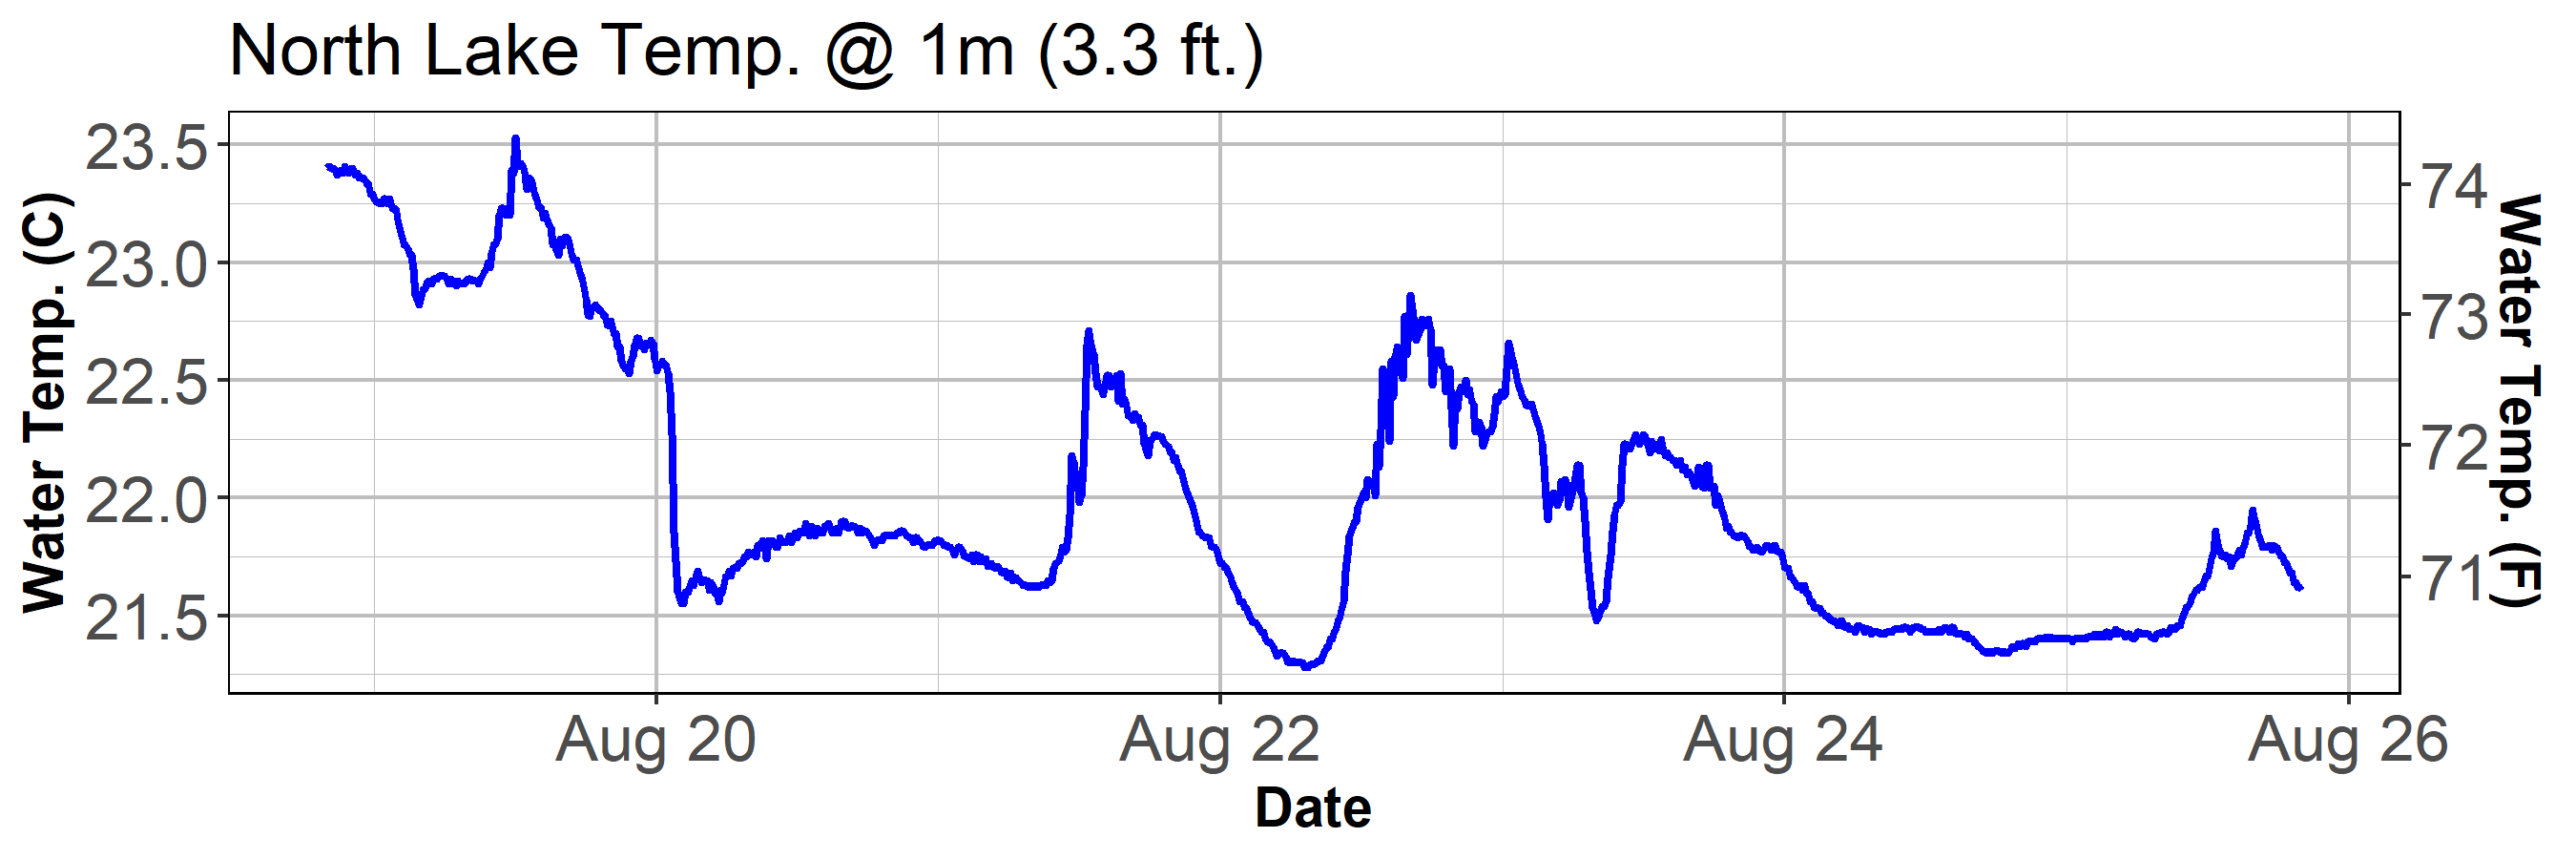 North Lake Temp. @ 1m (3.3 ft.)
Water Temp. (C)
23.5
23.0
22.5
22.0
21.5
74
73
72
71
Water Temp. (F)
Aug 20
Aug 22
Aug 24
Aug 26
Date